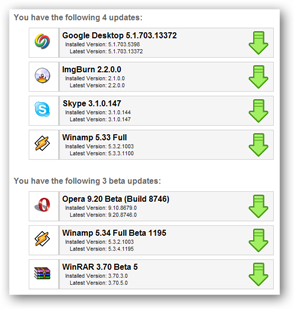 You have the following 4 updates:
Google Desktop 5.1.703.13372
Installed Version: 5.1.703.5398
Latest Version: 5.1.703.13372
ImgBurn 2.2.0.0
Installed Version: 2.1.0.0
Latest Version: 2.2.0.0
Skype 3.1.0.147
Installed Version: 3.1.0.144
Latest Version: 3.1.0.147
Winamp 5.33 Full
Installed Version: 5.3.2.1003
Latest Version: 5.3.3.1100
You have the following 3 beta updates:
Opera 9.20 Beta (Build 8746)
Installed Version: 9.10.8679.0
Latest Version: 9.20.8746.0
Winamp 5.34 Full Beta 1195
Installed Version: 5.3.2.1003
Latest Version: 5.3.4.1195
WinRAR 3.70 Beta 5
Installed Version: 3.70.3.0
Latest Version: 3.70.5.0